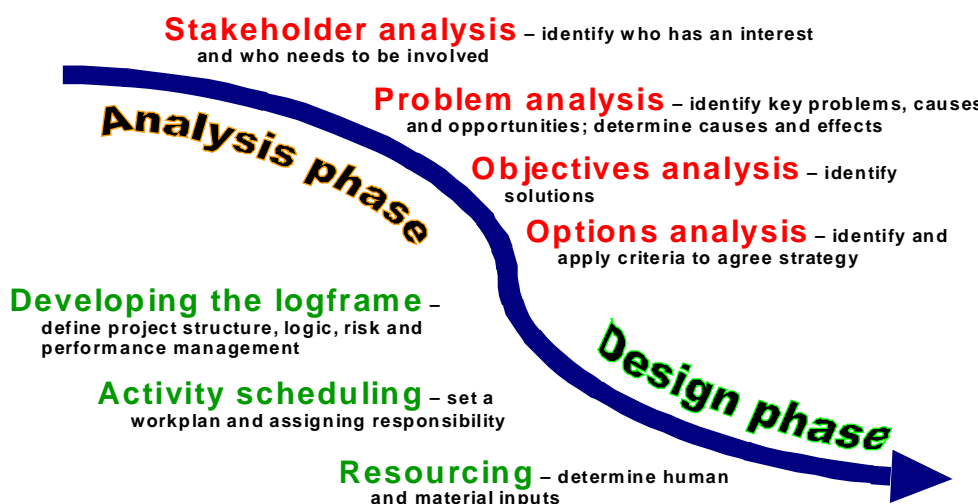 Stakeholder analysis – identify who has an interest
and who needs to be involved
Analysis phase
Problem analysis – identify key problems, causes
and opportunities; determine causes and effects
Objectives analysis – identify
solutions
Options analysis – identify and
apply criteria to agree strategy
Developing the logframe –
define project structure, logic, risk and
performance management
Design phase
Activity scheduling – set a
workplan and assigning responsibility
Resourcing – determine human
and material inputs